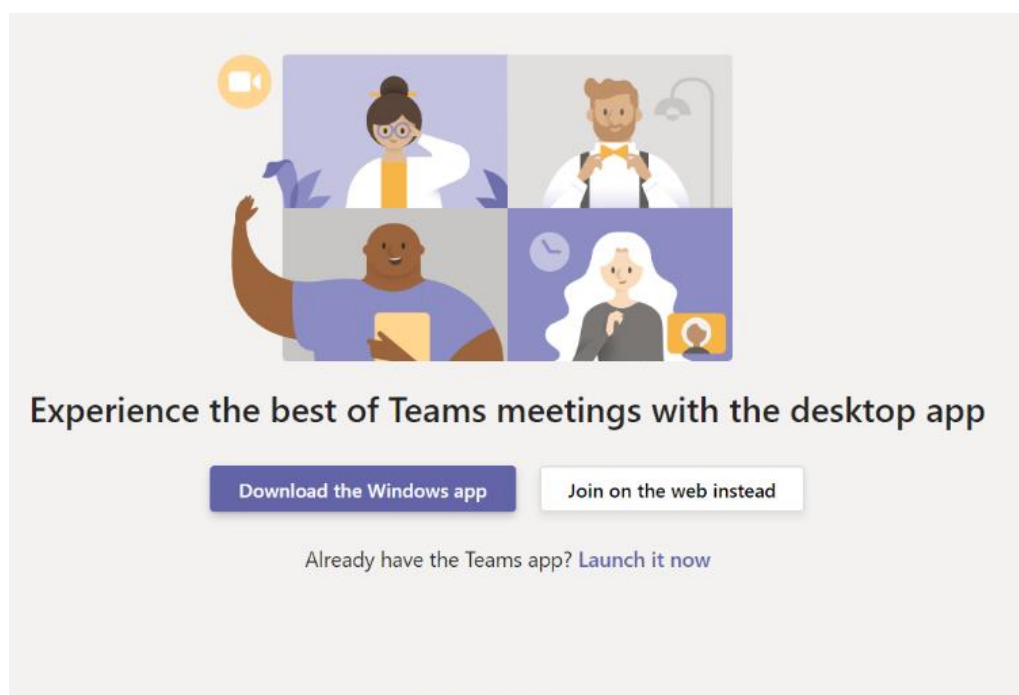 Experience the best of Teams meetings with the desktop app
Download the Windows app
Join on the web instead
Already have the Teams app? Launch it now